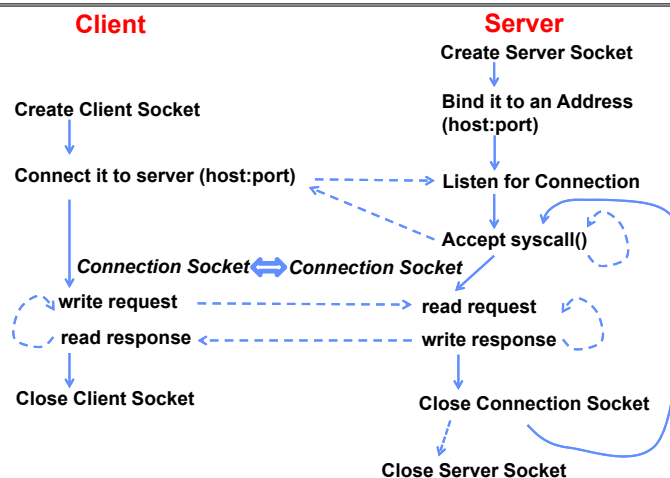 Client
Server
Create Server Socket
Create Client Socket
Bind it to an Address
(host:port)
Connect it to server (host:port)
Listen for Connection
Accept syscall()
Connection Socket
Connection Socket
write request
read request
read response
write response
Close Client Socket
Close Connection Socket
Close Server Socket